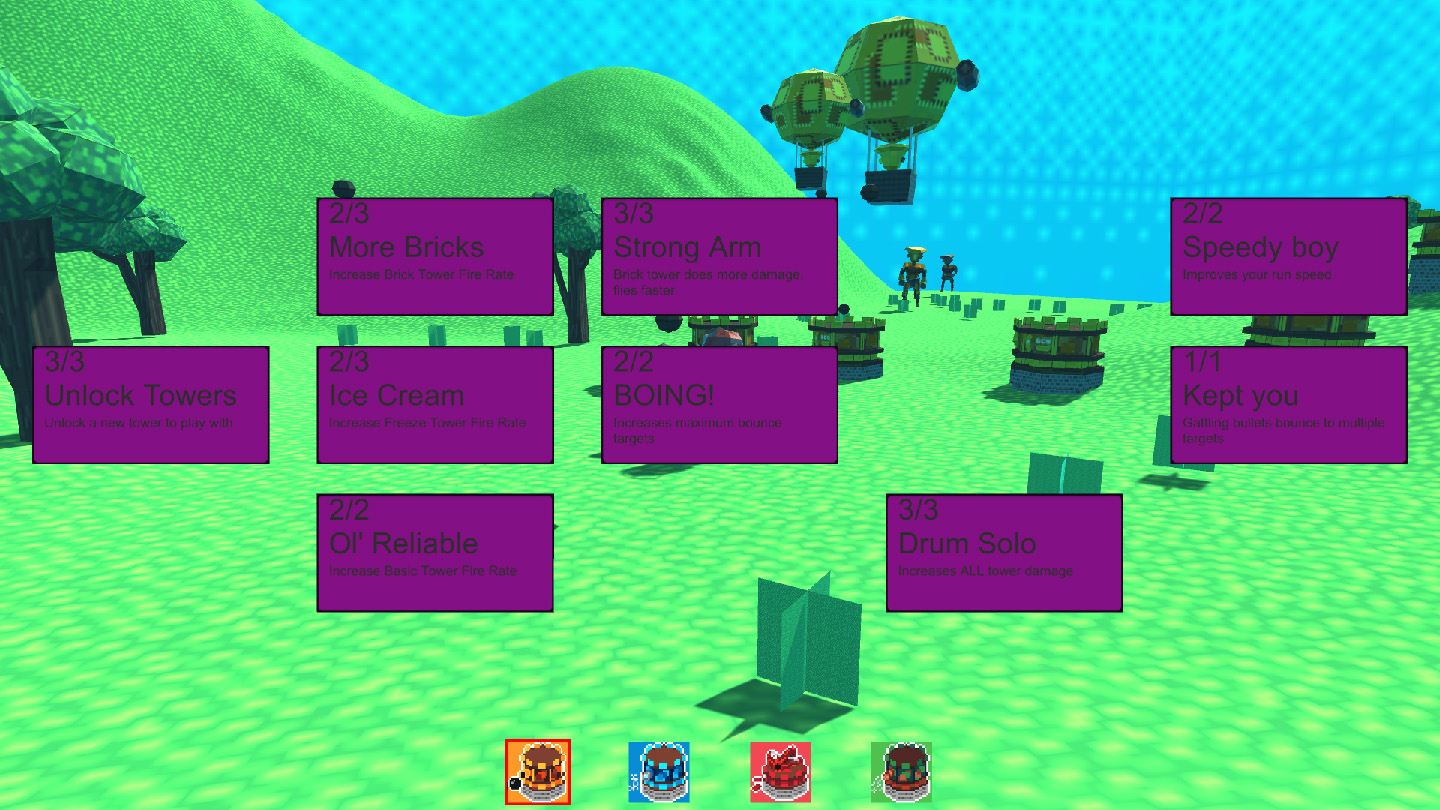 2/3
More Bricks
Increase Brick Tower Fire Rate
3/3
Strong Arm
Brick tower does more damage,
flies faster
2/2
Speedy boy
Improves your run speed
3/3
Unlock Towers
Unlock a new tower to play with
2/3
Ice Cream
Increase Freeze Tower Fire Rate
2/2
BOING!
Increases maximum bounce
targets
1/1
Kept you
Gattling bullets bounce to multiple
targets
2/2
Ol' Reliable
Increase Basic Tower Fire Rate
3/3
Drum Solo
Increases ALL tower damage